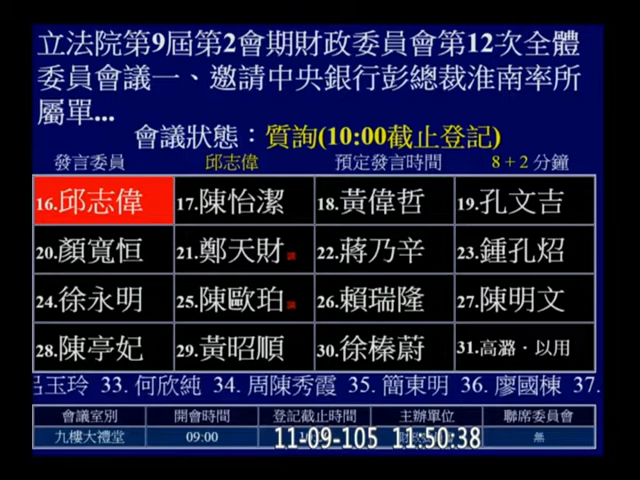 立法院第9屆第2會期財政委員會第12次全體
委員會議一、邀請中央銀行彭總裁淮南率所
屬單...
會議狀態：質詢(10:00截止登記)
發言委員 邱志偉 預定發言時間 8 + 2 分鐘
16.邱志偉 17.陳怡潔 18.黃偉哲 19.孔文吉
20.顏寬恒 21.鄭天財 22.蔣乃辛 23.鍾孔炤
24.徐永明 25.陳歐珀 26.賴瑞隆 27.陳明文
28.陳亭妃 29.黃昭順 30.徐榛蔚 31.高潞．以用
呂玉玲 33. 何欣純 34. 周陳秀霞 35. 簡東明 36. 廖國棟 37.
會議室別 開會時間 登記截止時間 主辦單位 聯席委員會
九樓大禮堂 09:00 無
11-09-105 11:50:38